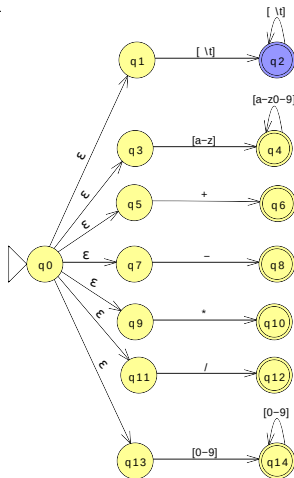 [ \t]
q1 [ \t] q2
ε
[a-z0-9]
q3 [a-z] q4
ε
q5 + q6
ε
q0 ε q7 - q8
ε
q9 * q10
ε
q11 / q12
ε
[0-9]
q13 [0-9] q14